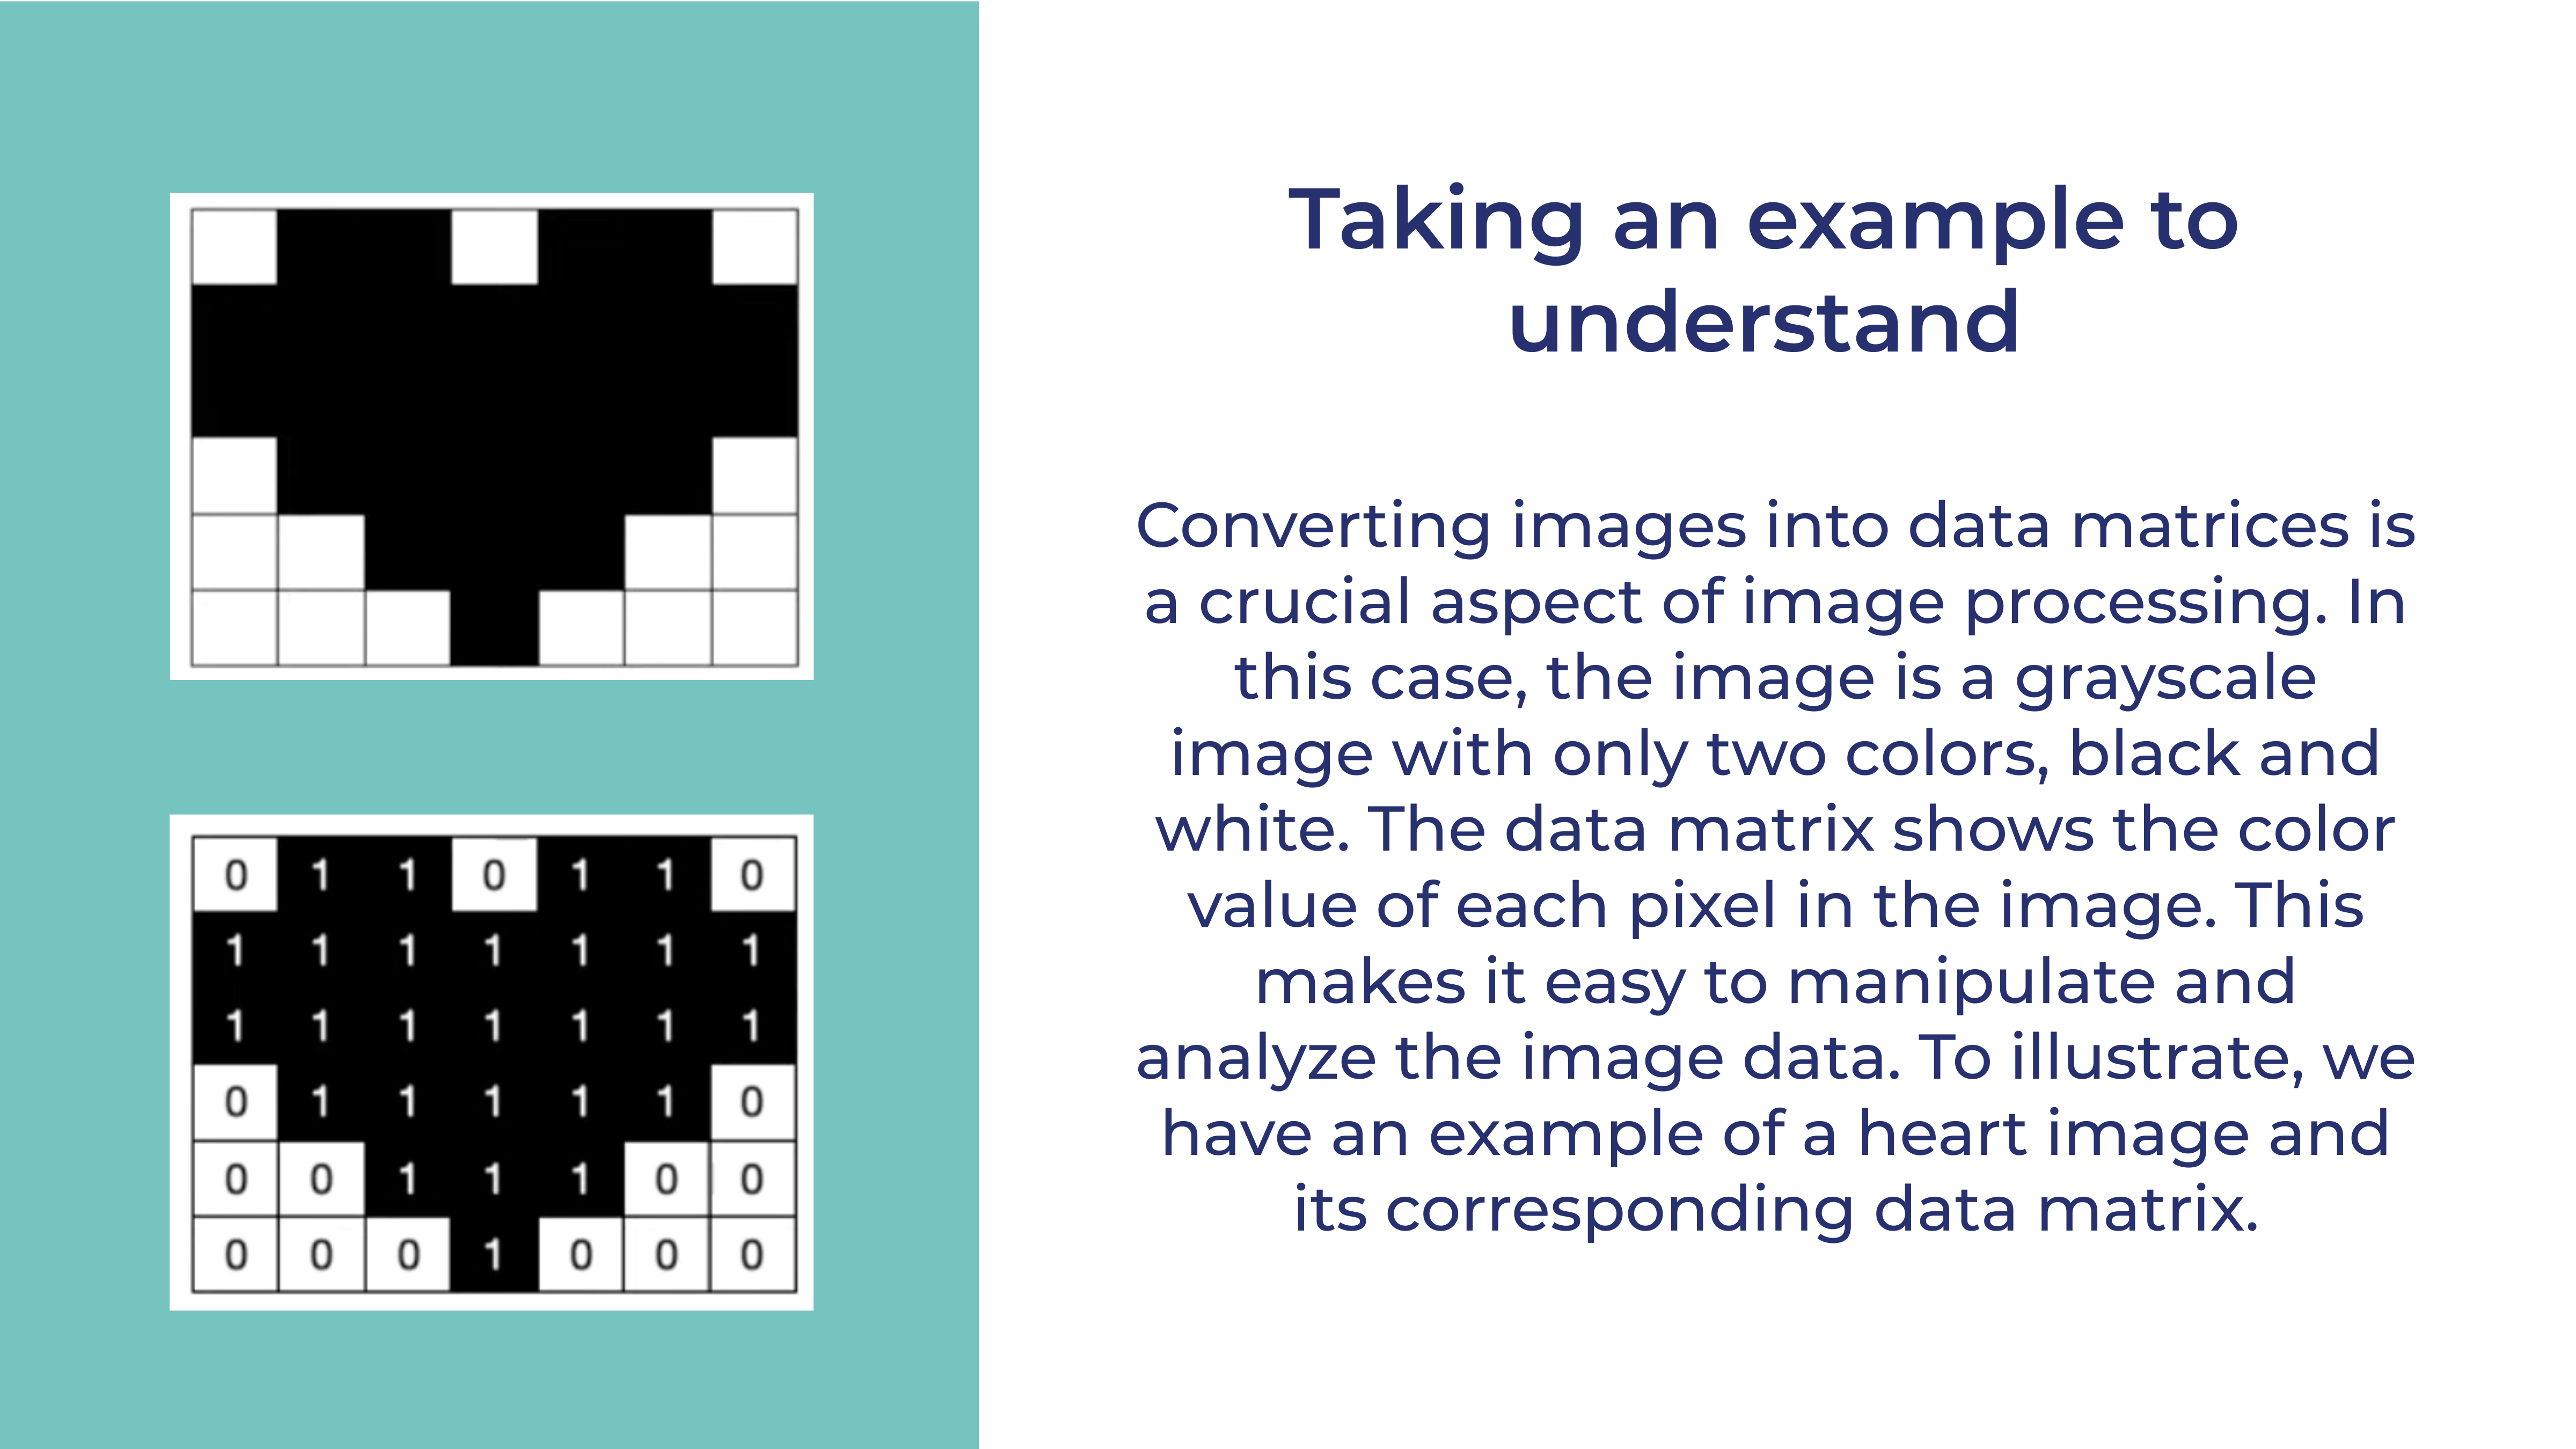 Taking an example to
understand
Converting images into data matrices is
a crucial aspect of image processing. In
this case, the image is a grayscale
image with only two colors, black and
white. The data matrix shows the color
value of each pixel in the image. This
makes it easy to manipulate and
analyze the image data. To illustrate, we
have an example of a heart image and
its corresponding data matrix.
0 1 1 0 1 1 0
1 1 1 1 1 1 1
1 1 1 1 1 1 1
0 1 1 1 1 1 0
0 0 1 1 1 0 0
0 0 0 1 0 0 0